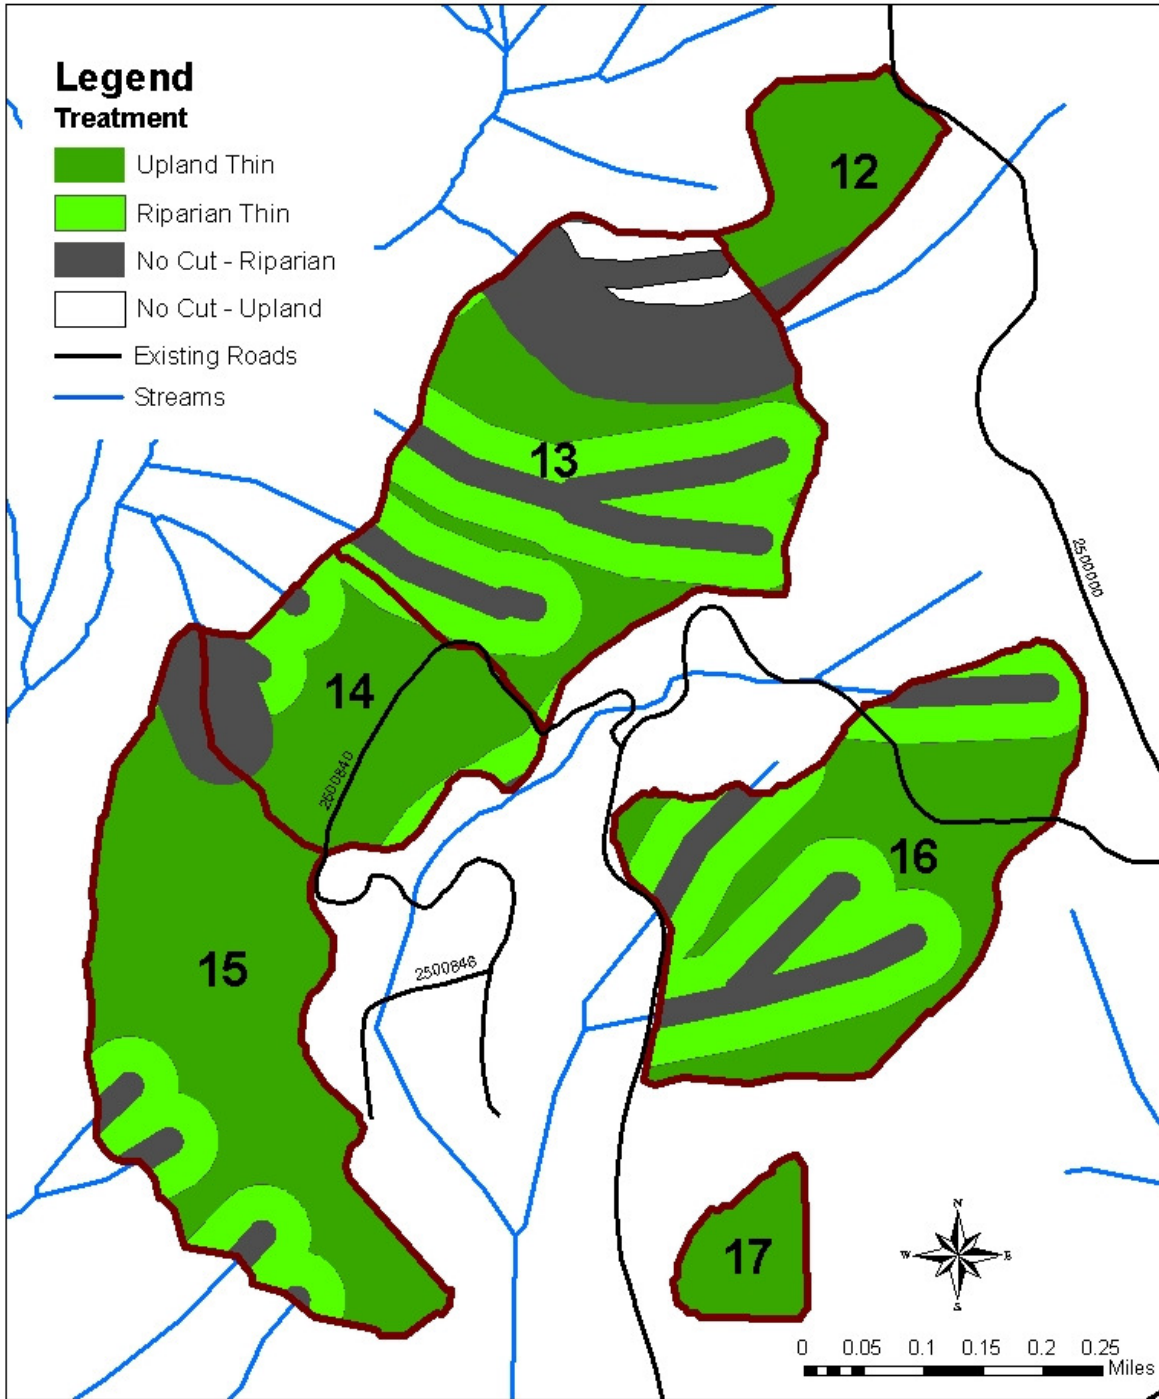 Legend
Treatment
Upland Thin
Riparian Thin
No Cut - Riparian
No Cut - Upland
Existing Roads
Streams
12
13
2500000
14
2500840
16
15
2500846
17
N
W E
S
0 0.05 0.1 0.15 0.2 0.25
Miles